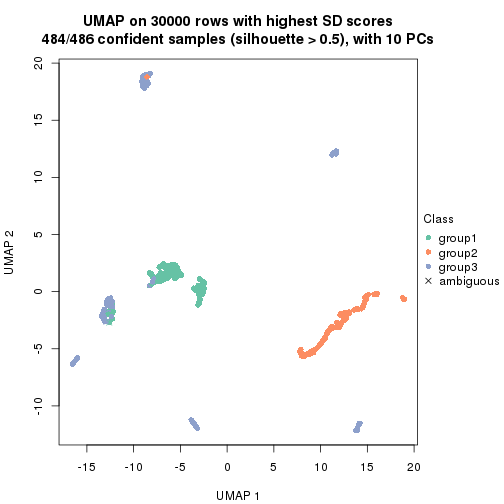 UMAP on 30000 rows with highest SD scores
484/486 confident samples (silhouette > 0.5), with 10 PCs
20
15
10
5
0
-5
-10
UMAP 2
-15
-10
-5
0
5
10
15
20
UMAP 1
Class
group1
group2
group3
ambiguous